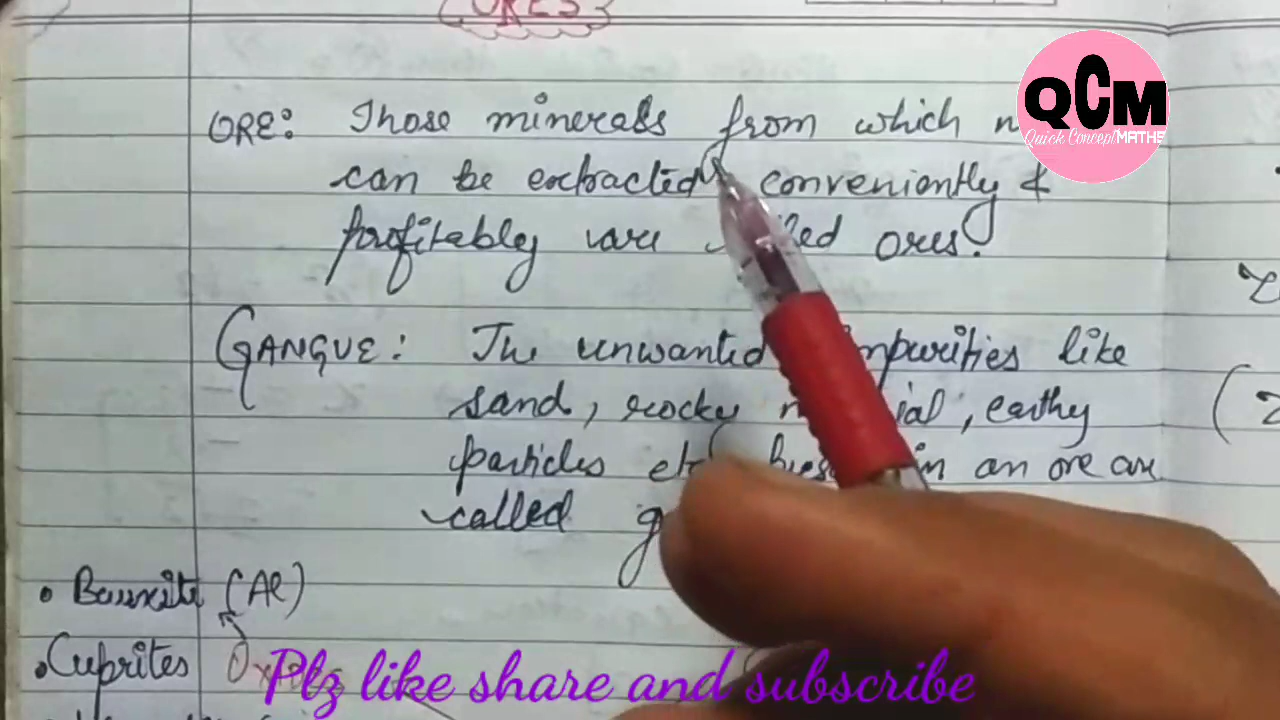 ORES
ORE: Those minerals from which
can be extracted conveniently &
profitably are called ores.
GANGUE: The unwanted impurities like
sand, rocky material, earthy
particles etc. present in an ore are
called
• Bauxite (Al)
• Cuprites
QCM
Quick Concept MATHS
Plz like share and subscribe